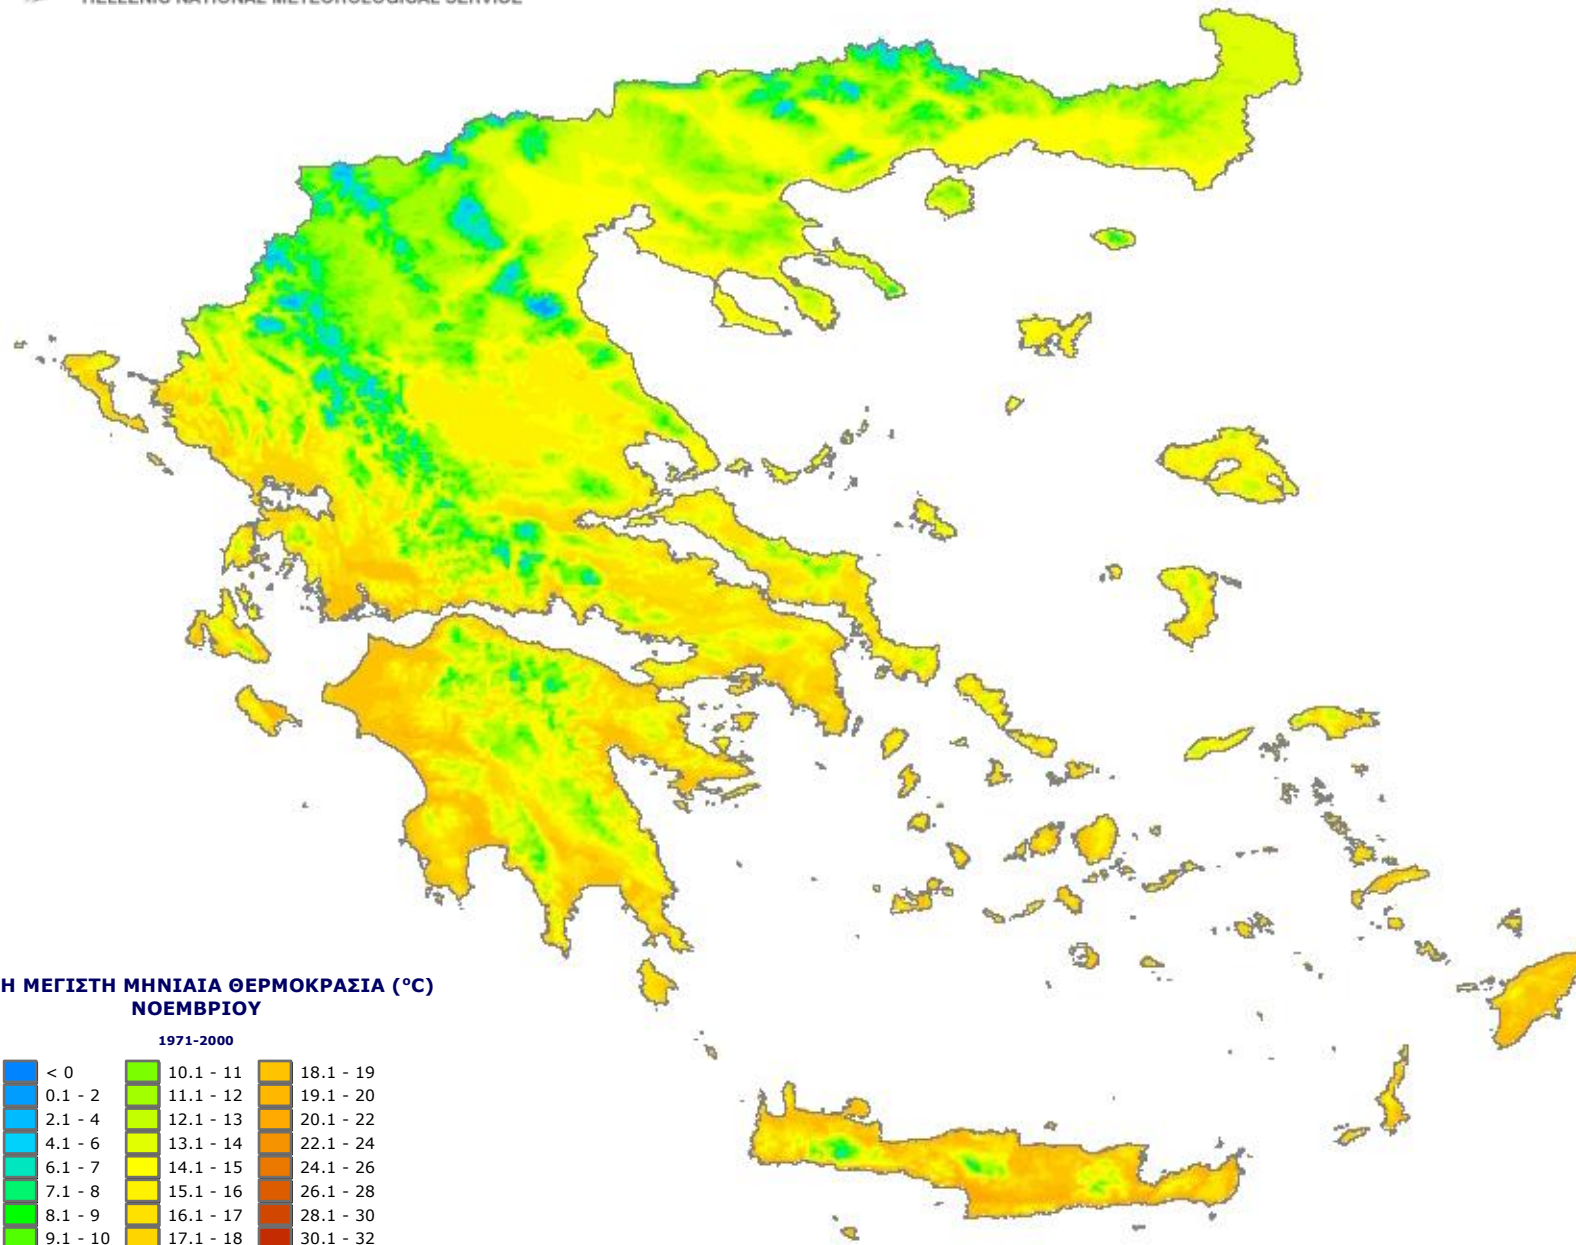 HELLENIC NATIONAL METEOROLOGICAL SERVICE
Η ΜΕΓΙΣΤΗ ΜΗΝΙΑΙΑ ΘΕΡΜΟΚΡΑΣΙΑ (°C)
ΝΟΕΜΒΡΙΟΥ
1971-2000
< 0 10.1 - 11 18.1 - 19
0.1 - 2 11.1 - 12 19.1 - 20
2.1 - 4 12.1 - 13 20.1 - 22
4.1 - 6 13.1 - 14 22.1 - 24
6.1 - 7 14.1 - 15 24.1 - 26
7.1 - 8 15.1 - 16 26.1 - 28
8.1 - 9 16.1 - 17 28.1 - 30
9.1 - 10 17.1 - 18 30.1 - 32